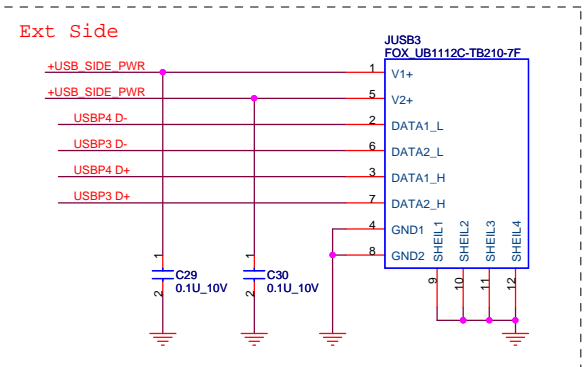 Ext Side
JUSB3
FOX_UB1112C-TB210-7F
+USB_SIDE_PWR 1 V1+
+USB_SIDE_PWR 5 V2+
USBP4 D- 2 DATA1_L
USBP3 D- 6 DATA2_L
USBP4 D+ 3 DATA1_H
USBP3 D+ 7 DATA2_H
4 GND1
8 GND2
SHEIL1 SHEIL2 SHEIL3 SHEIL4
9 10 11 12
1 C29 2
0.1U_10V
1 C30 2
0.1U_10V